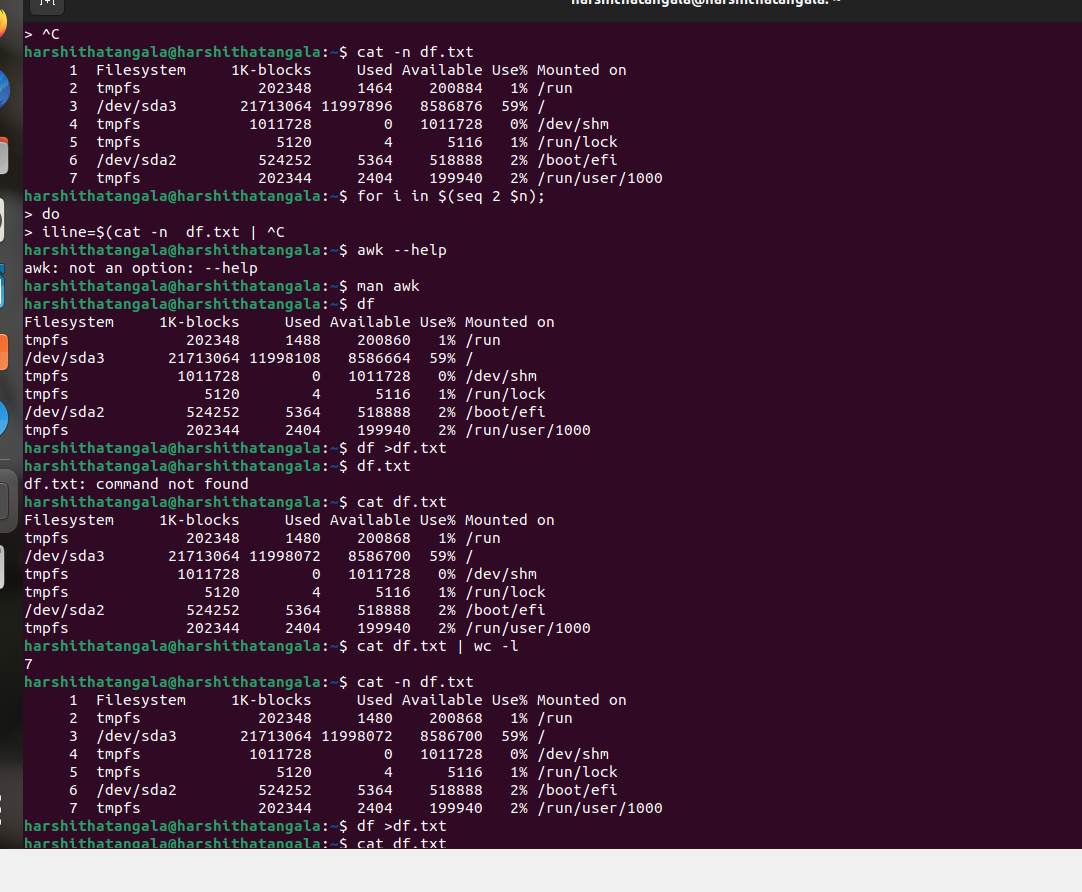 harshithatangala@harshithatangala: ~
> ^C
harshithatangala@harshithatangala:~$ cat -n df.txt
     1  Filesystem     1K-blocks     Used Available Use% Mounted on
     2  tmpfs             202348     1464    200884   1% /run
     3  /dev/sda3       21713064 11997896   8586876  59% /
     4  tmpfs            1011728        0   1011728   0% /dev/shm
     5  tmpfs               5120        4      5116   1% /run/lock
     6  /dev/sda2         524252     5364    518888   2% /boot/efi
     7  tmpfs             202344     2404    199940   2% /run/user/1000
harshithatangala@harshithatangala:~$ for i in $(seq 2 $n);
> do
> iline=$(cat -n  df.txt | ^C
harshithatangala@harshithatangala:~$ awk --help
awk: not an option: --help
harshithatangala@harshithatangala:~$ man awk
harshithatangala@harshithatangala:~$ df
Filesystem     1K-blocks     Used Available Use% Mounted on
tmpfs             202348     1488    200860   1% /run
/dev/sda3       21713064 11998108   8586664  59% /
tmpfs            1011728        0   1011728   0% /dev/shm
tmpfs               5120        4      5116   1% /run/lock
/dev/sda2         524252     5364    518888   2% /boot/efi
tmpfs             202344     2404    199940   2% /run/user/1000
harshithatangala@harshithatangala:~$ df >df.txt
harshithatangala@harshithatangala:~$ df.txt
df.txt: command not found
harshithatangala@harshithatangala:~$ cat df.txt
Filesystem     1K-blocks     Used Available Use% Mounted on
tmpfs             202348     1480    200868   1% /run
/dev/sda3       21713064 11998072   8586700  59% /
tmpfs            1011728        0   1011728   0% /dev/shm
tmpfs               5120        4      5116   1% /run/lock
/dev/sda2         524252     5364    518888   2% /boot/efi
tmpfs             202344     2404    199940   2% /run/user/1000
harshithatangala@harshithatangala:~$ cat df.txt | wc -l
7
harshithatangala@harshithatangala:~$ cat -n df.txt
     1  Filesystem     1K-blocks     Used Available Use% Mounted on
     2  tmpfs             202348     1480    200868   1% /run
     3  /dev/sda3       21713064 11998072   8586700  59% /
     4  tmpfs            1011728        0   1011728   0% /dev/shm
     5  tmpfs               5120        4      5116   1% /run/lock
     6  /dev/sda2         524252     5364    518888   2% /boot/efi
     7  tmpfs             202344     2404    199940   2% /run/user/1000
harshithatangala@harshithatangala:~$ df >df.txt
harshithatangala@harshithatangala:~$ cat df.txt